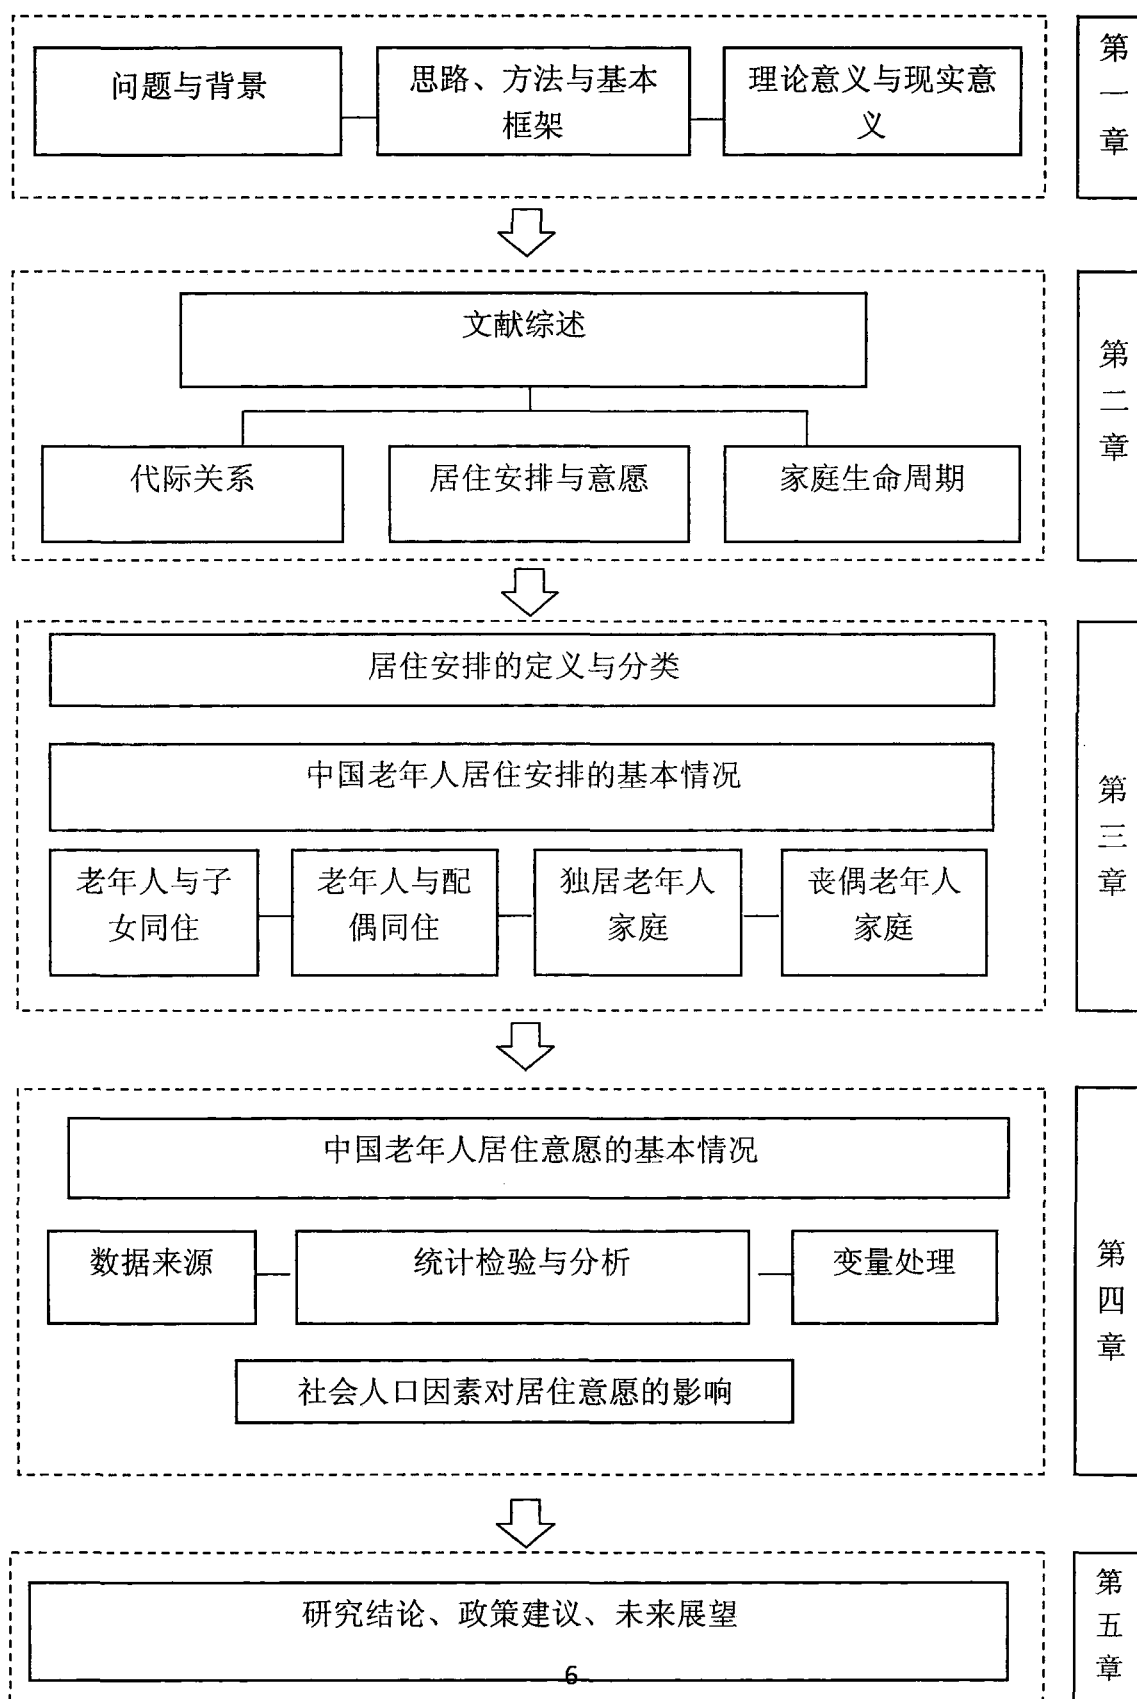 问题与背景
思路、方法与基本
框架
理论意义与现实意
义
第
一
章
文献综述
代际关系
居住安排与意愿
家庭生命周期
第
二
章
居住安排的定义与分类
中国老年人居住安排的基本情况
老年人与子
女同住
老年人与配
偶同住
独居老年人
家庭
丧偶老年人
家庭
第
三
章
中国老年人居住意愿的基本情况
数据来源
统计检验与分析
变量处理
社会人口因素对居住意愿的影响
第
四
章
研究结论、政策建议、未来展望
第
五
章
6